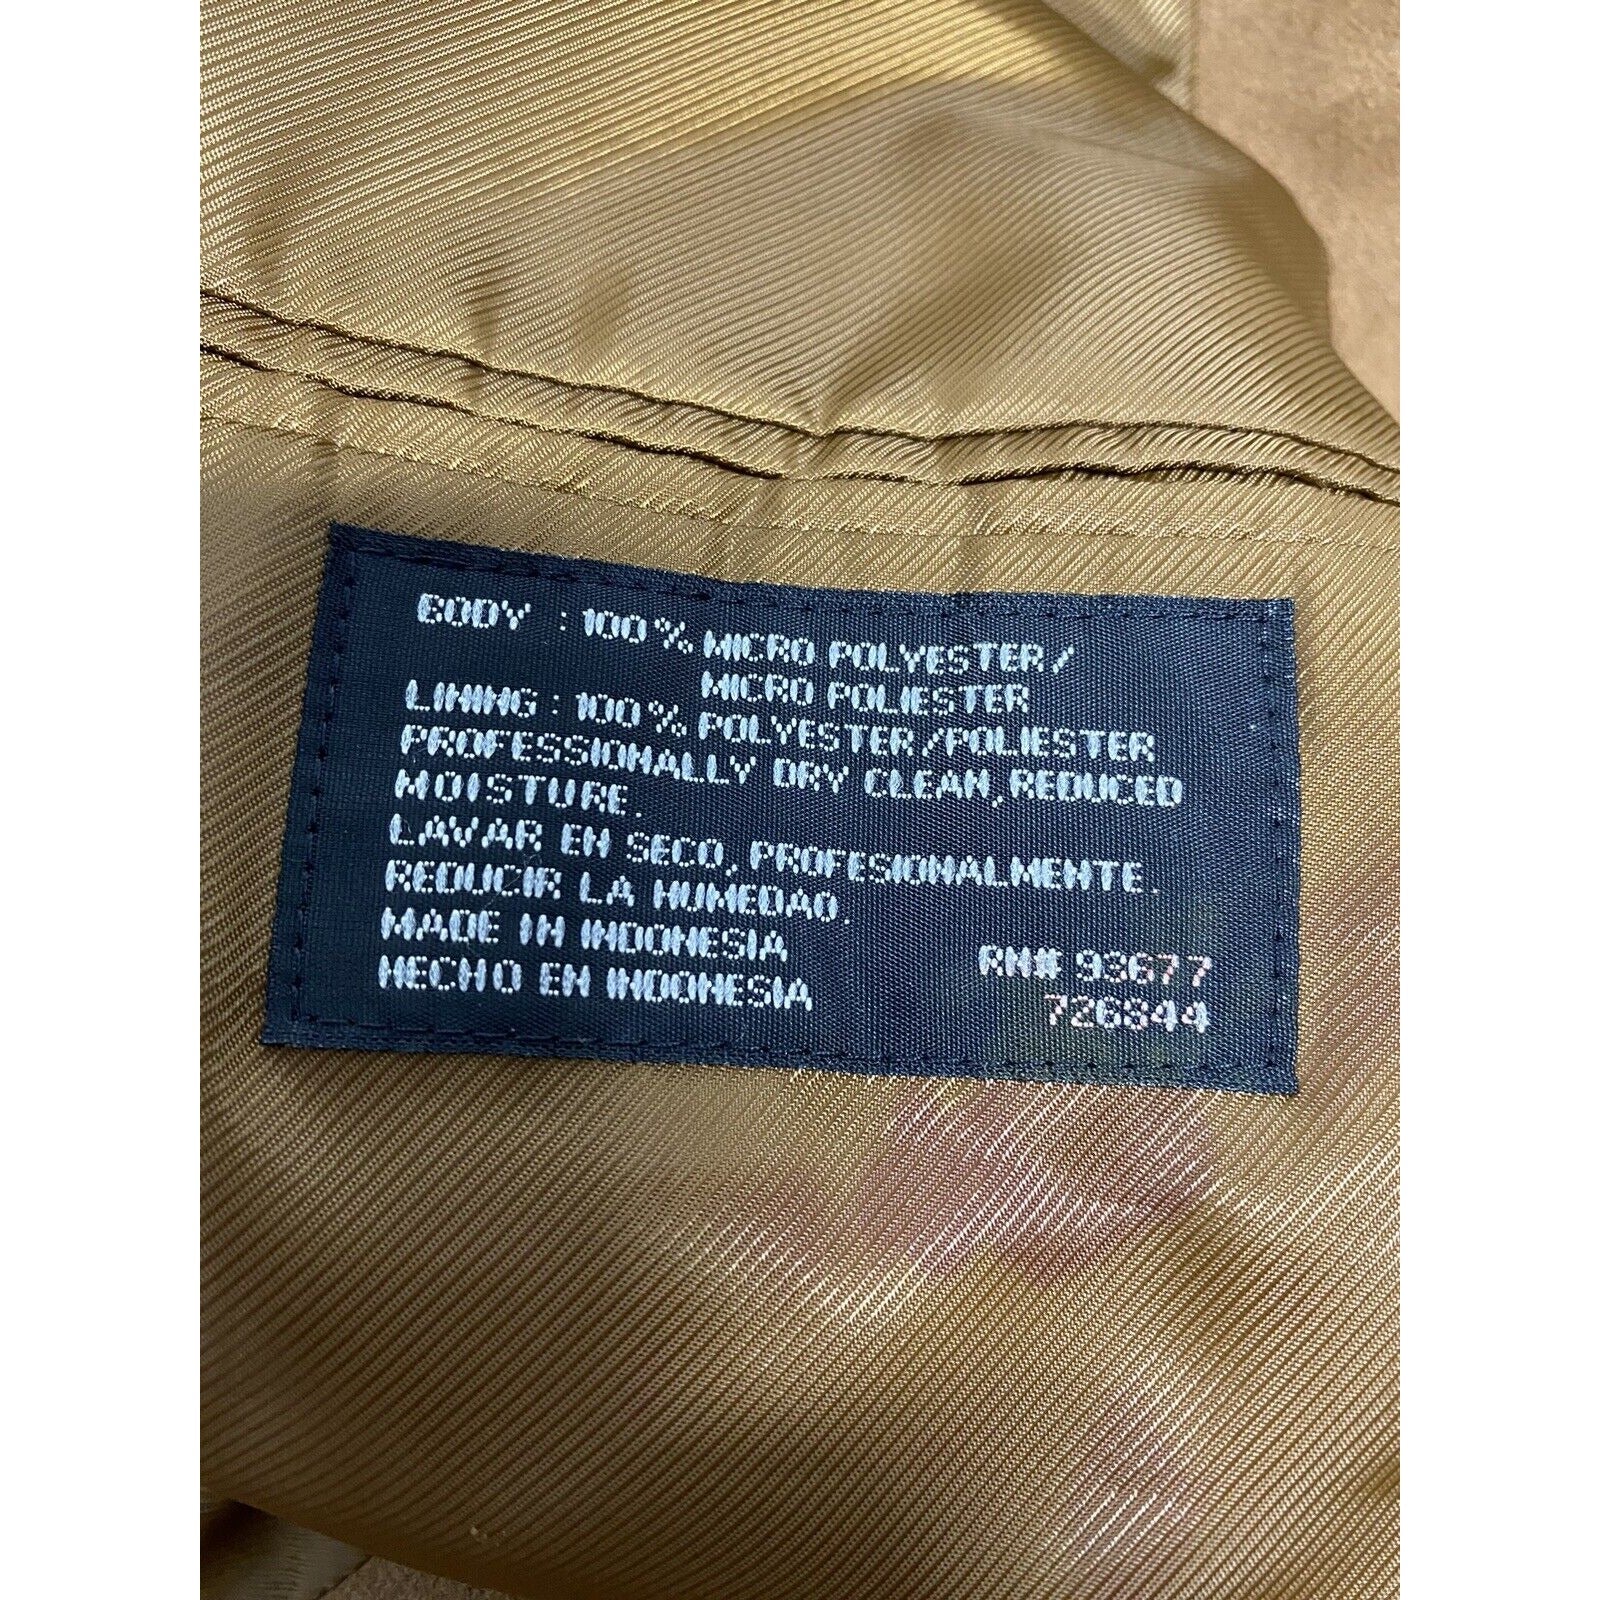 BODY : 100% MICRO POLYESTER/
MICRO POLIESTER
LINING : 100% POLYESTER/POLIESTER
PROFESSIONALLY DRY CLEAN, REDUCED
MOISTURE.
LAVAR EN SECO, PROFESIONALMENTE.
REDUCIR LA HUMEDAD.
MADE IN INDONESIA
HECHO EN INDONESIA
RN# 93677
726844